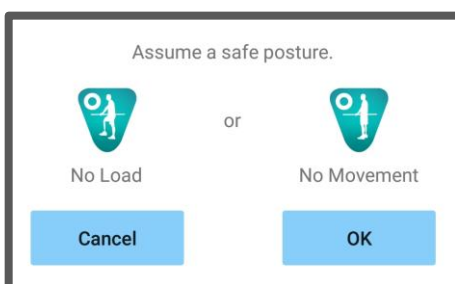 Assume a safe posture.
or
No Load
No Movement
Cancel
OK